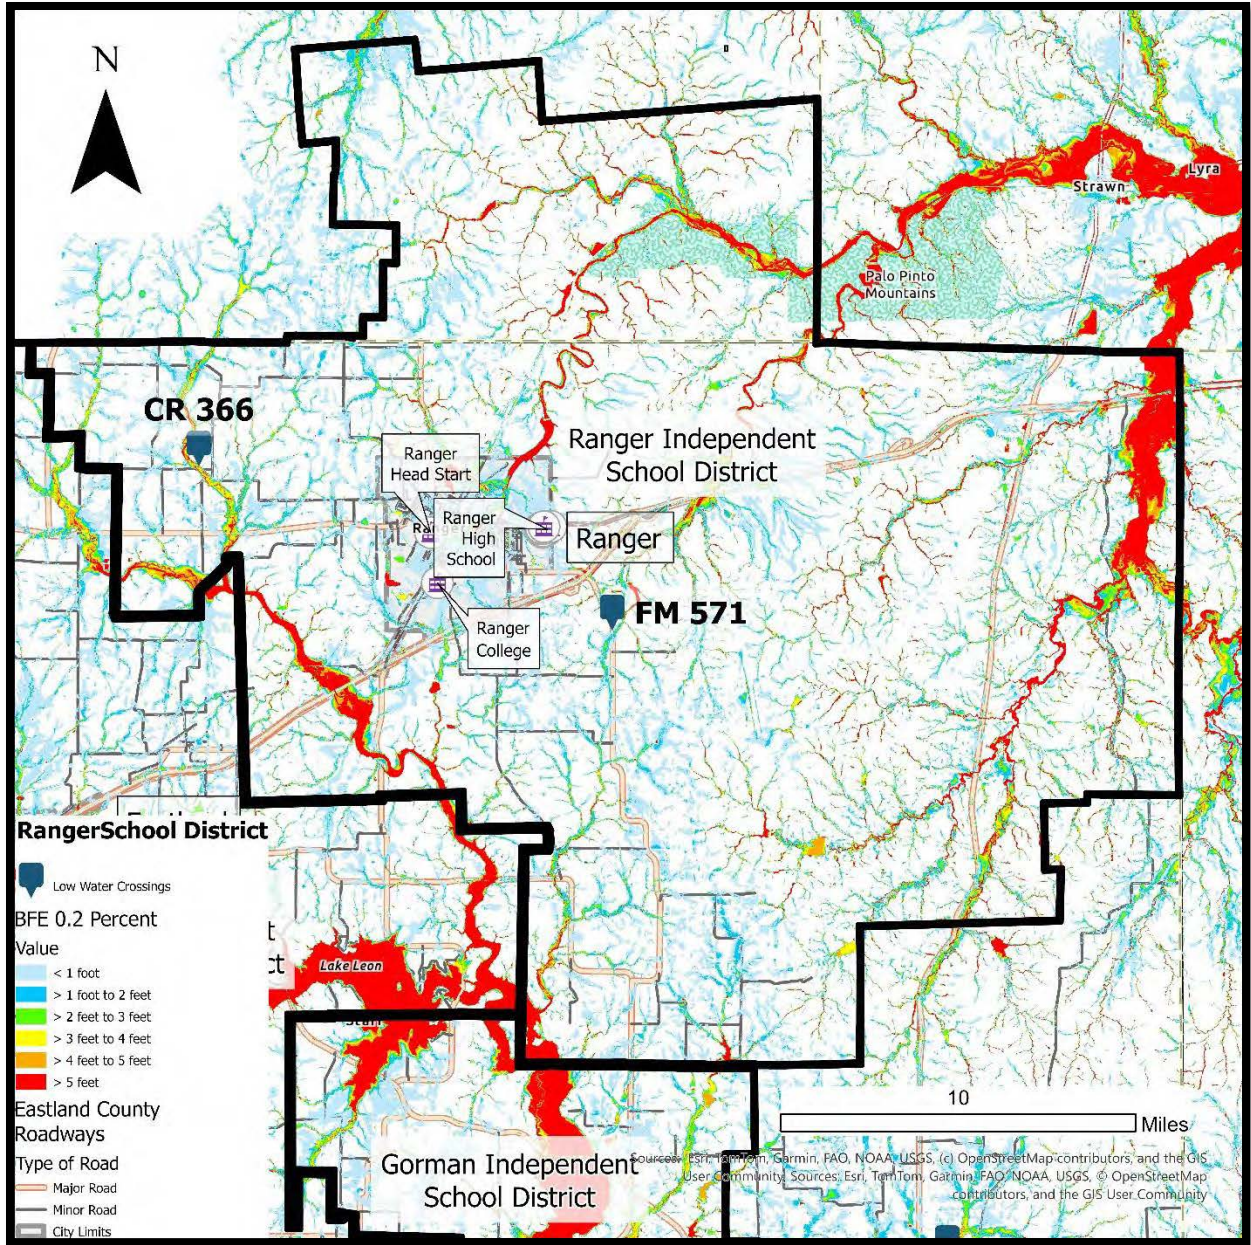 N
Lyra
Strawn
Palo Pinto
Mountains
CR 366
Ranger
Head Start
Ranger Independent
School District
Ranger
High
School
Ranger
FM 571
Ranger
College
RangerSchool District
Low Water Crossings
BFE 0.2 Percent
Value
< 1 foot
> 1 foot to 2 feet
> 2 feet to 3 feet
> 3 feet to 4 feet
> 4 feet to 5 feet
> 5 feet
Eastland County
Roadways
Type of Road
Major Road
Minor Road
City Limits
Lake Leon
Staff
10
Miles
Gorman Independent
School District
Sources: Esri, TomTom, Garmin, FAO, NOAA, USGS, (c) OpenStreetMap contributors, and the GIS
User Community, Sources: Esri, TomTom, Garmin, FAO, NOAA, USGS, © OpenStreetMap
contributors, and the GIS User Community